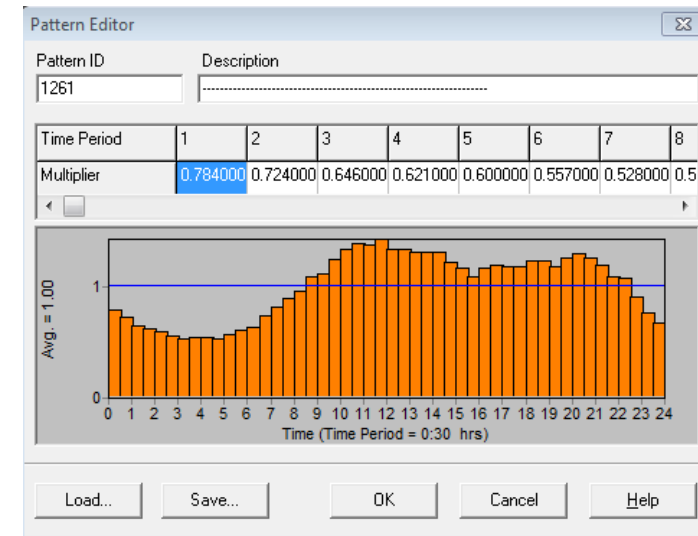 Pattern Editor
Pattern ID Description
1261 ------------------------------------------------------------------
Time Period 1 2 3 4 5 6 7 8
Multiplier 0.784000 0.724000 0.646000 0.621000 0.600000 0.557000 0.528000 0.5
Avg. = 1.00
1
0
0 1 2 3 4 5 6 7 8 9 10 11 12 13 14 15 16 17 18 19 20 21 22 23 24
Time (Time Period = 0:30 hrs)
Load... Save... OK Cancel Help